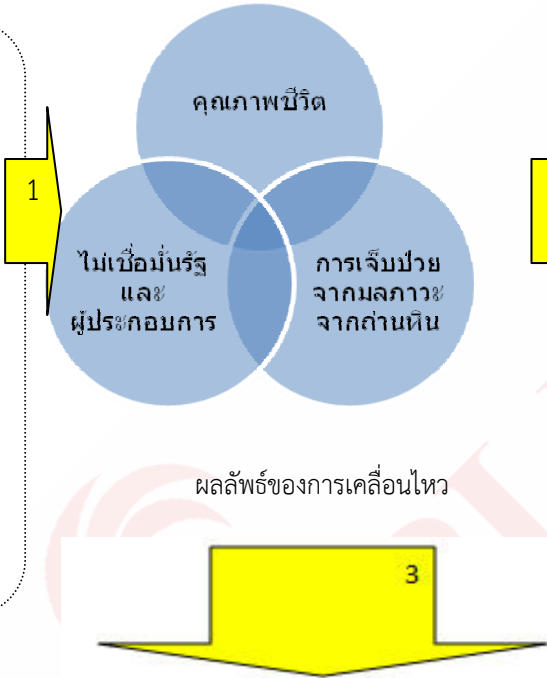 คุณภาพชีวิต
1
ไม่เชื่อมั่นรัฐ
และ
ผู้ประกอบการ
การเจ็บป่วย
จากมลภาวะ
จากถ่านหิน
ผลลัพธ์ของการเคลื่อนไหว
3